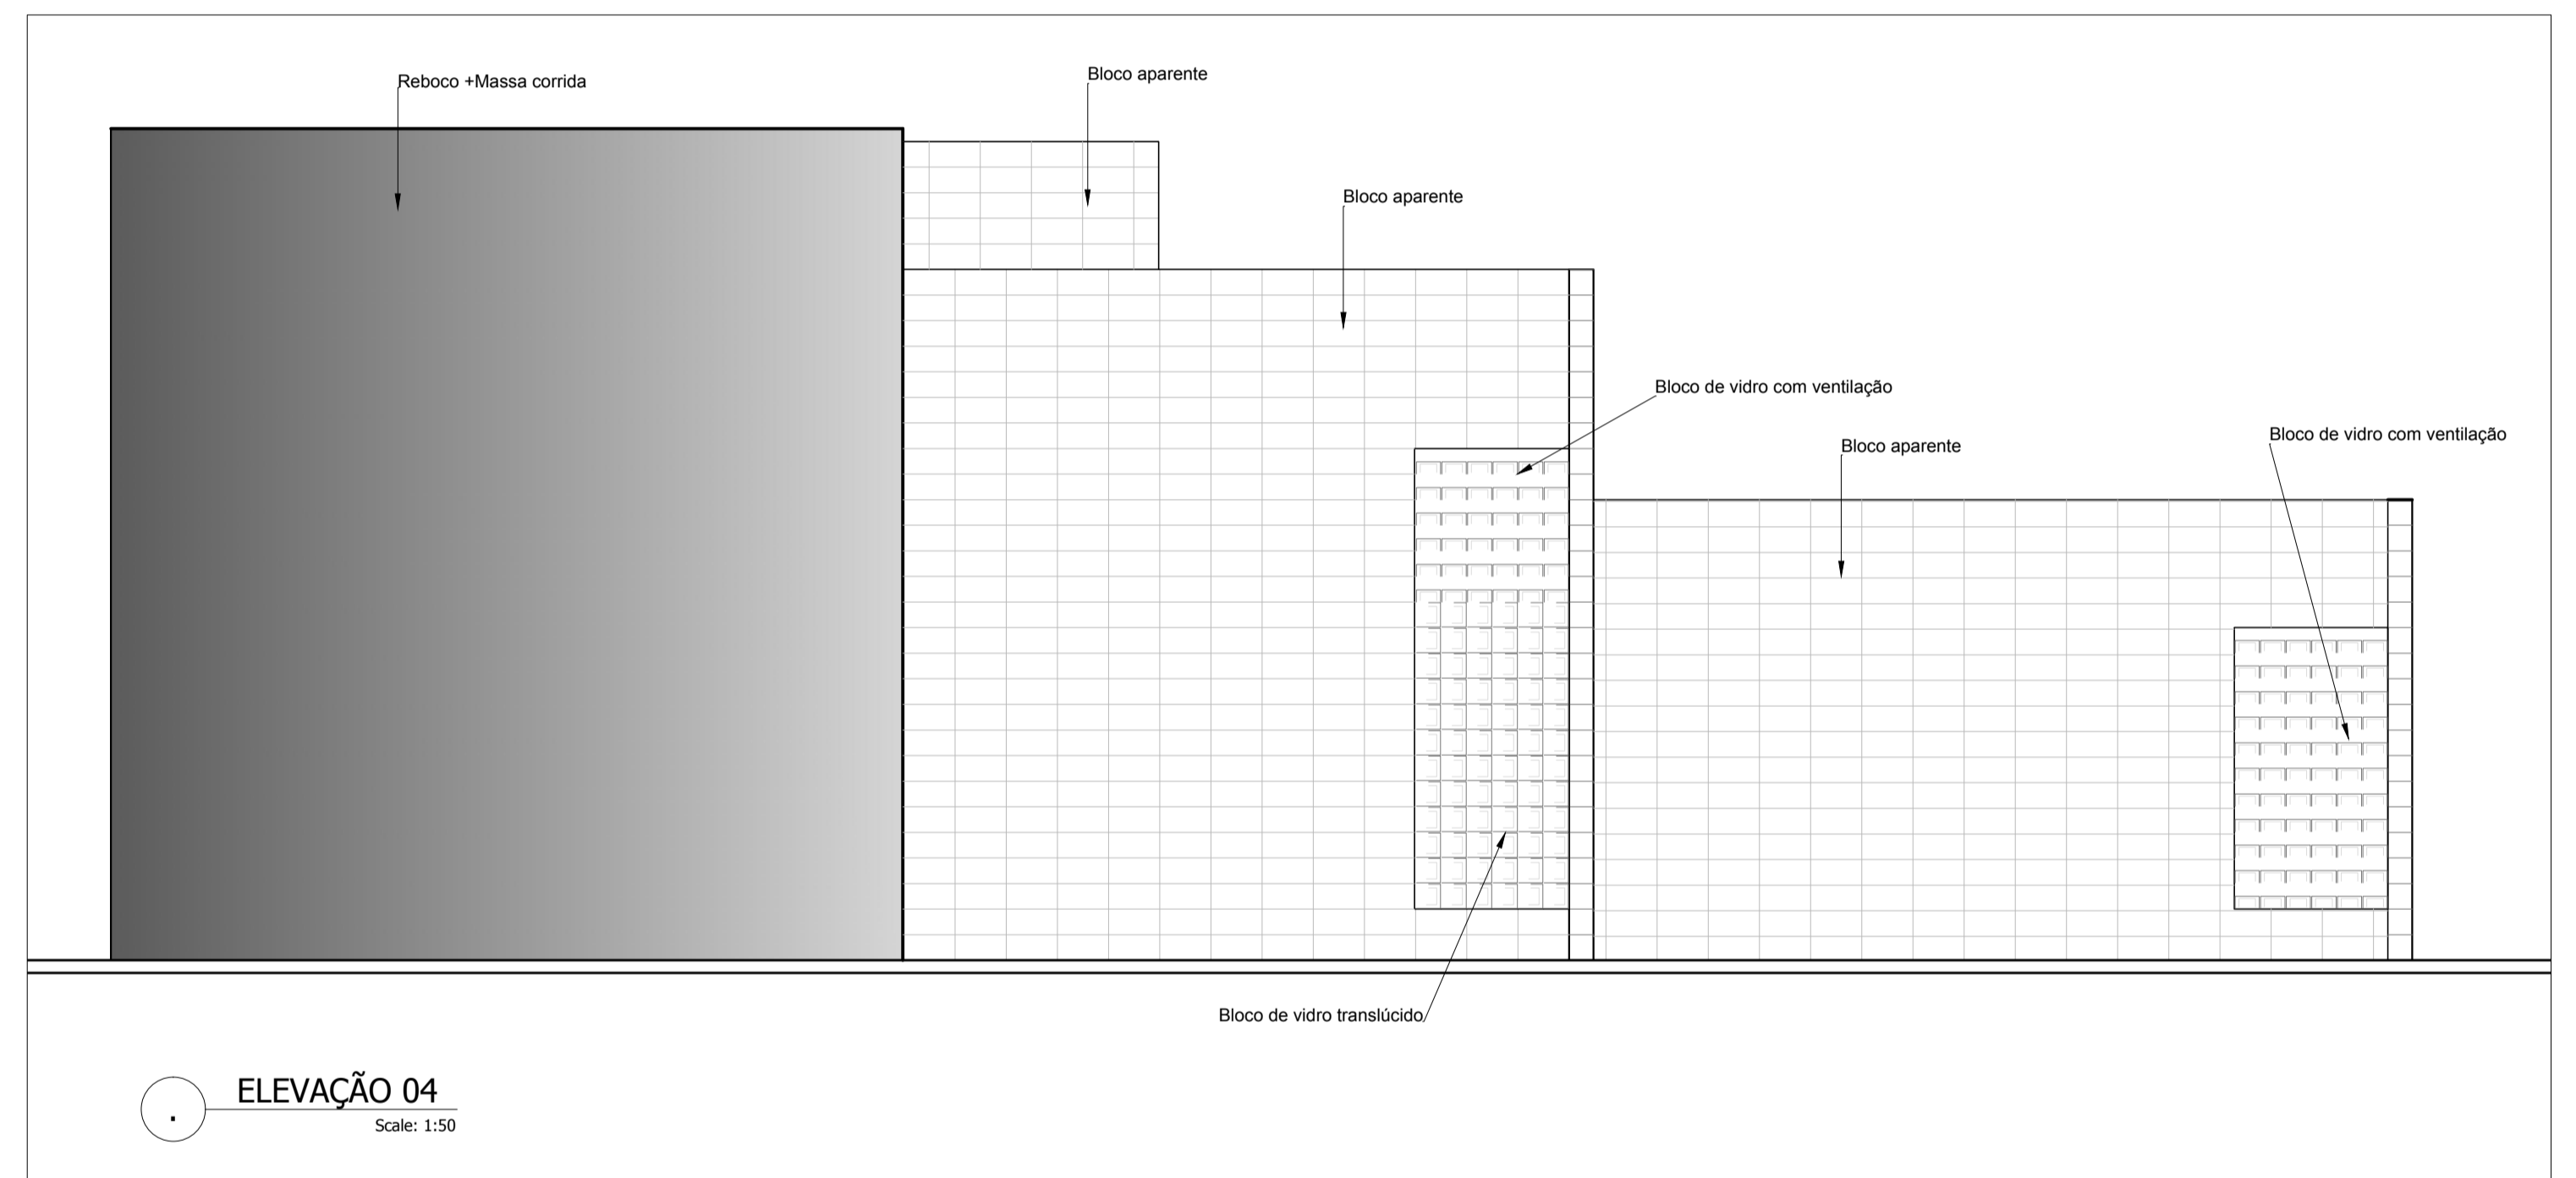 Reboco +Massa corrida
Bloco aparente
Bloco aparente
Bloco de vidro com ventilação
Bloco aparente
Bloco de vidro com ventilação
Bloco de vidro translúcido
.
ELEVAÇÃO 04
Scale: 1:50